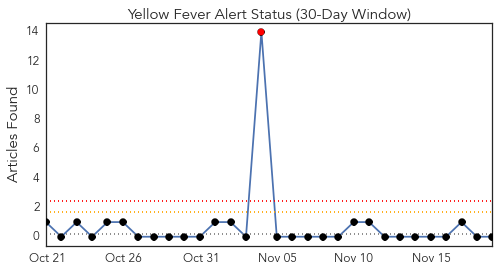 Yellow Fever Alert Status (30-Day Window)
Articles Found
14
12
10
8
6
4
2
0
Oct 21 Oct 26 Oct 31 Nov 05 Nov 10 Nov 15